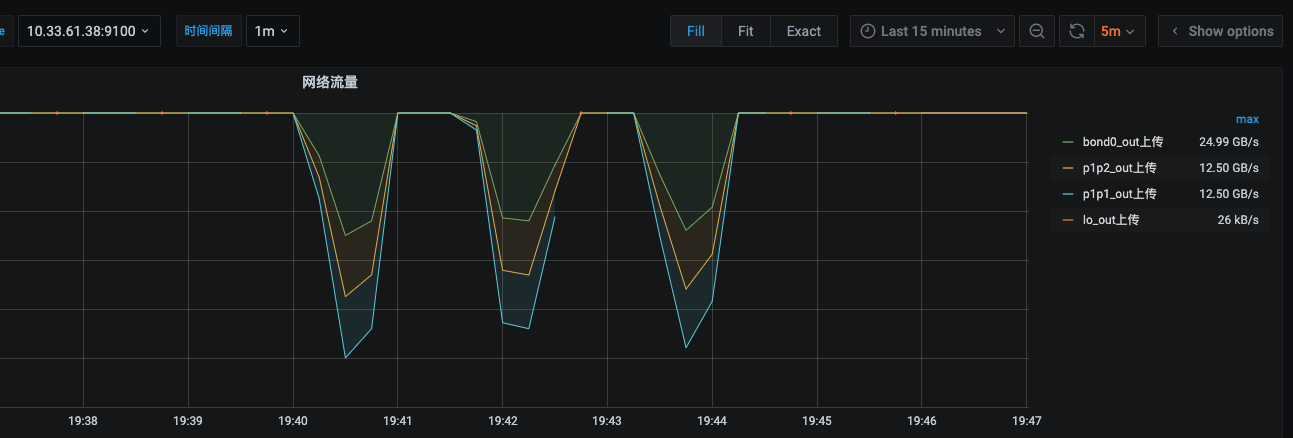 e 10.33.61.38:9100 时间间隔 1m Fill Fit Exact Last 15 minutes 5m Show options
网络流量
max
bond0_out上传 24.99 GB/s
p1p2_out上传 12.50 GB/s
p1p1_out上传 12.50 GB/s
lo_out上传 26 kB/s
19:38 19:39 19:40 19:41 19:42 19:43 19:44 19:45 19:46 19:47